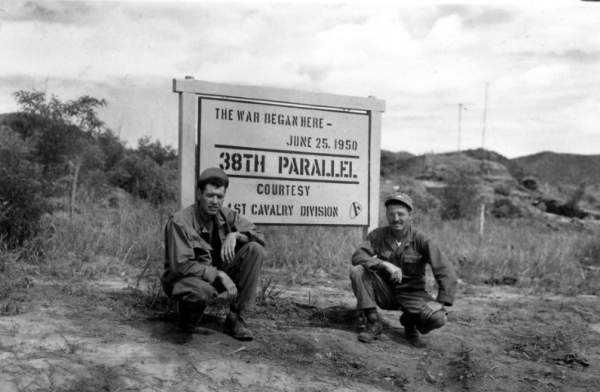 THE WAR BEGAN HERE-
JUNE 25, 1950
38TH PARALLEL
COURTESY
1ST CAVALRY DIVISION